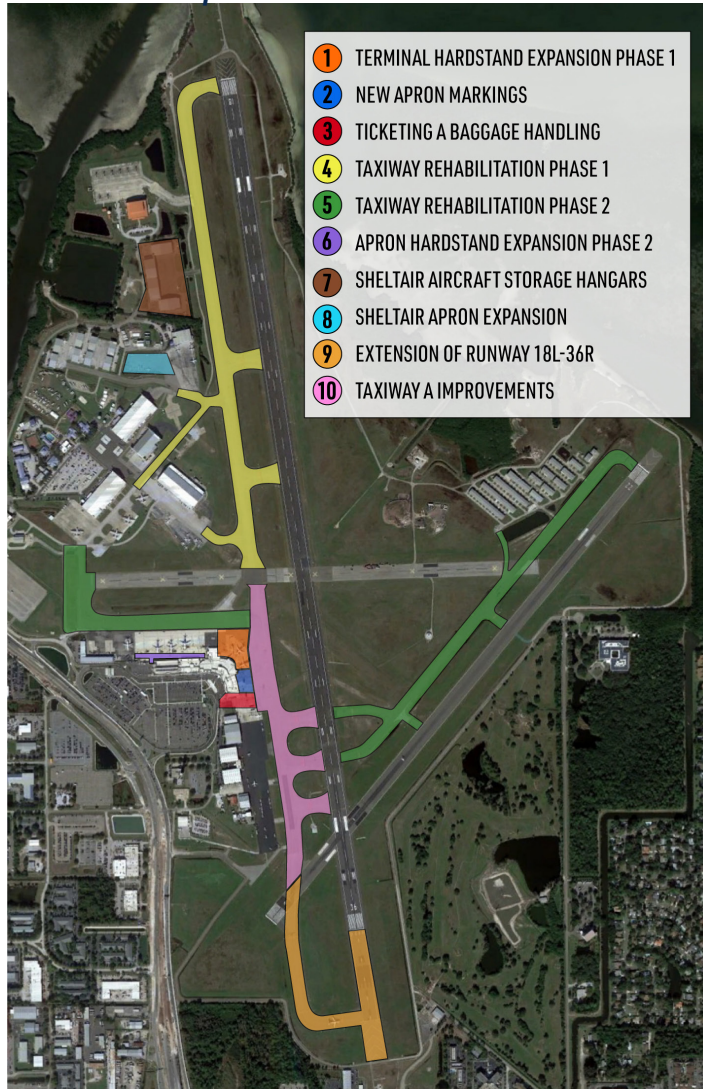 1 TERMINAL HARDSTAND EXPANSION PHASE 1
2 NEW APRON MARKINGS
3 TICKETING A BAGGAGE HANDLING
4 TAXIWAY REHABILITATION PHASE 1
5 TAXIWAY REHABILITATION PHASE 2
6 APRON HARDSTAND EXPANSION PHASE 2
7 SHELTAIR AIRCRAFT STORAGE HANGARS
8 SHELTAIR APRON EXPANSION
9 EXTENSION OF RUNWAY 18L-36R
10 TAXIWAY A IMPROVEMENTS